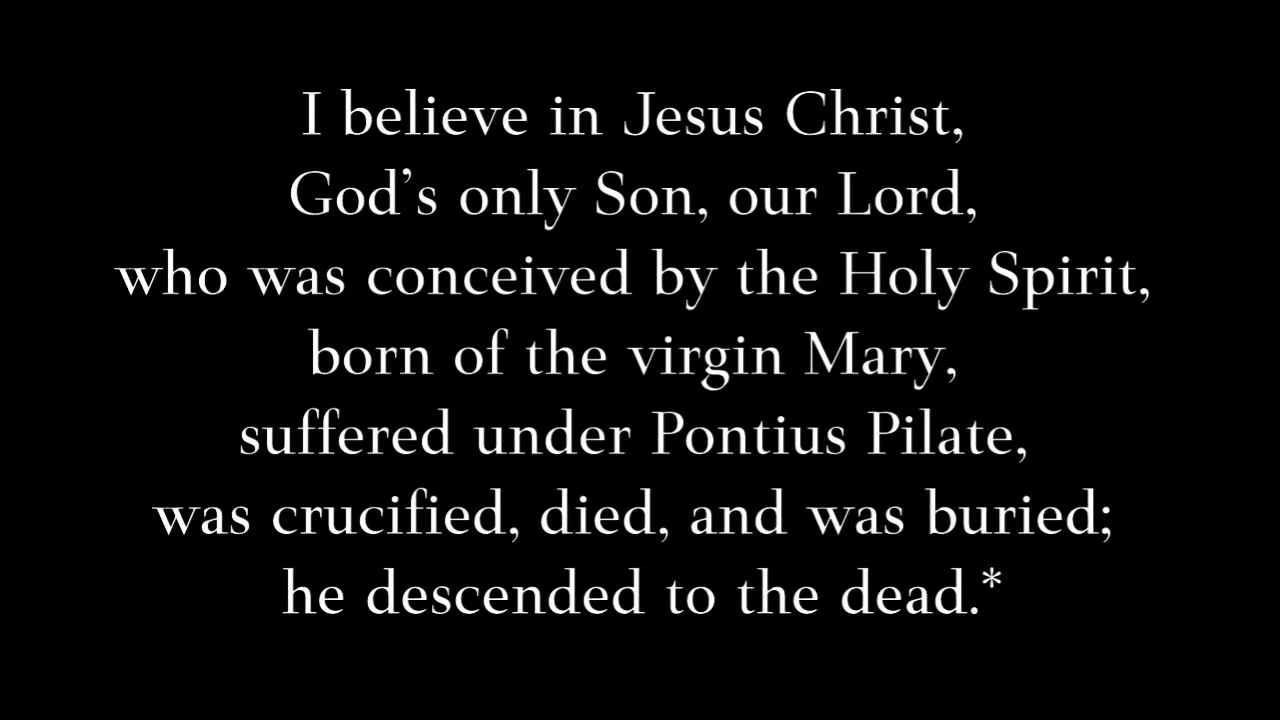 I believe in Jesus Christ,
God’s only Son, our Lord,
who was conceived by the Holy Spirit,
born of the virgin Mary,
suffered under Pontius Pilate,
was crucified, died, and was buried;
he descended to the dead.*